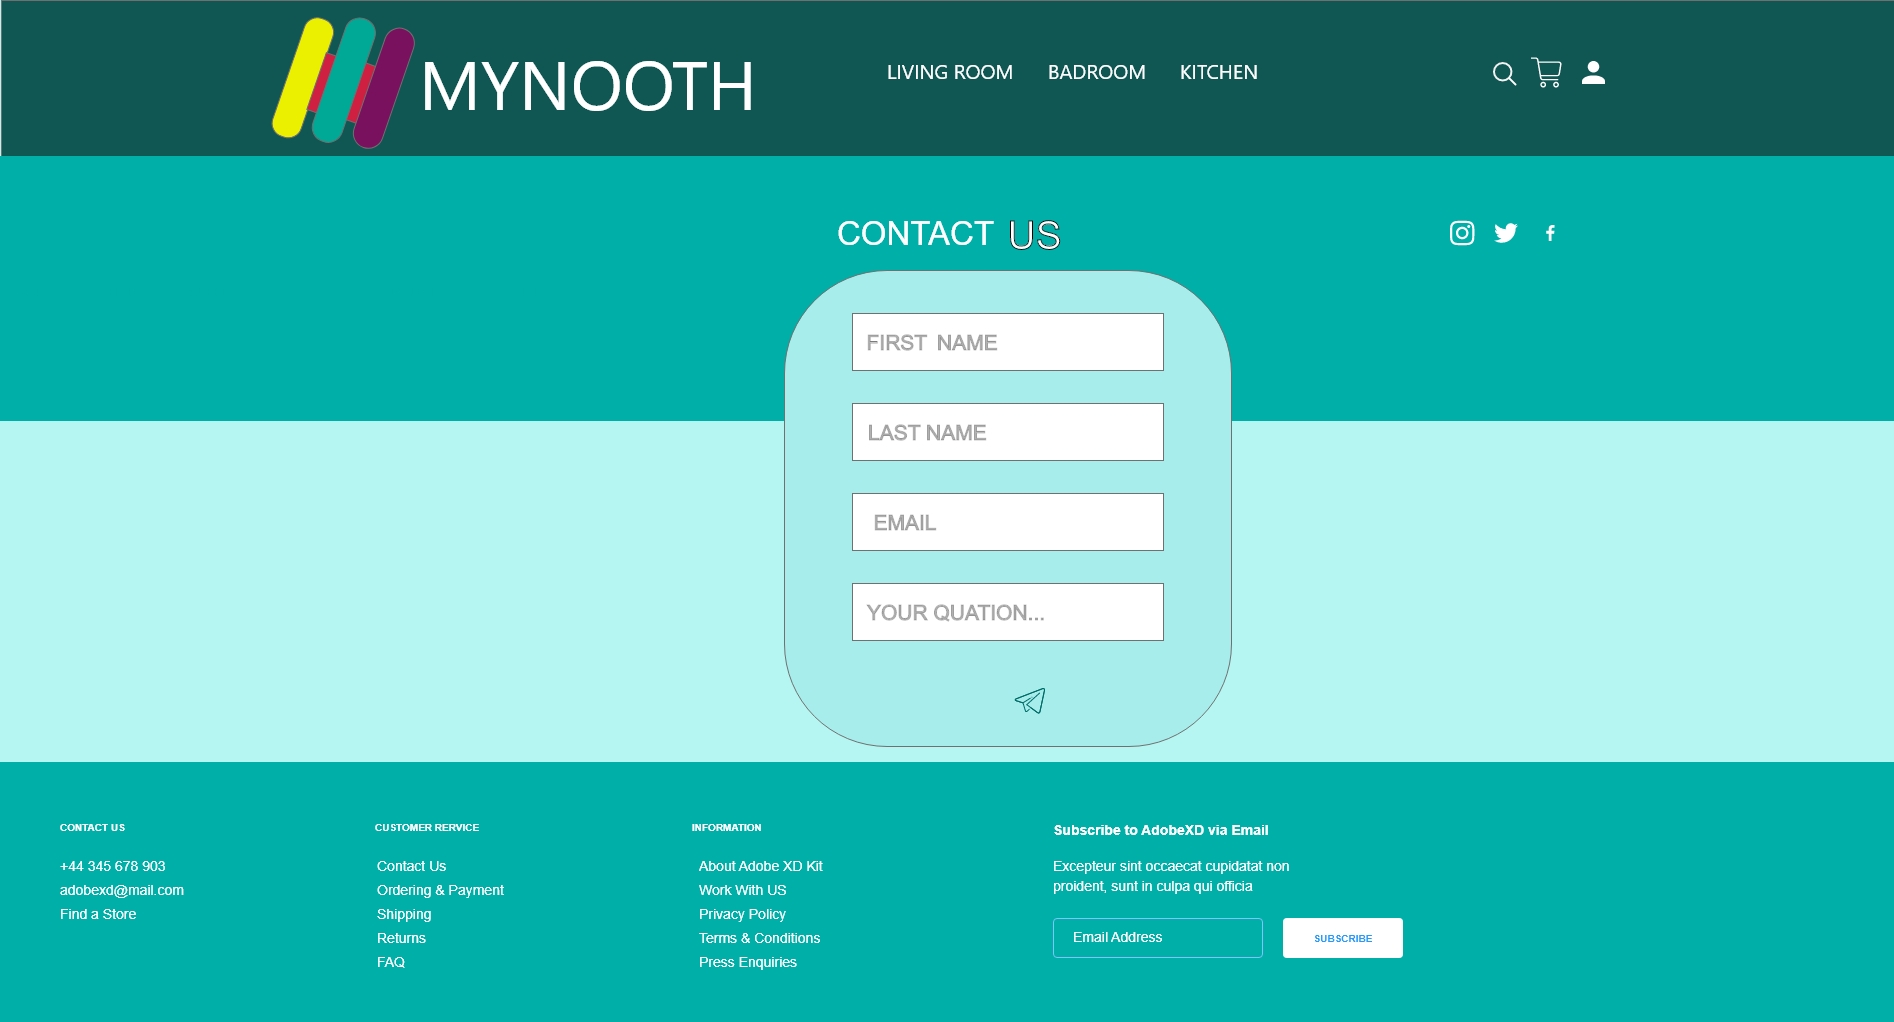 MYNOOTH
LIVING ROOM
BADROOM
KITCHEN
CONTACT US
FIRST NAME
LAST NAME
EMAIL
YOUR QUATION...
CONTACT US
+44 345 678 903
adobexd@mail.com
Find a Store
CUSTOMER RERVICE
Contact Us
Ordering & Payment
Shipping
Returns
FAQ
INFORMATION
About Adobe XD Kit
Work With US
Privacy Policy
Terms & Conditions
Press Enquiries
Subscribe to AdobeXD via Email
Excepteur sint occaecat cupidatat non
proident, sunt in culpa qui officia
Email Address
SUBSCRIBE